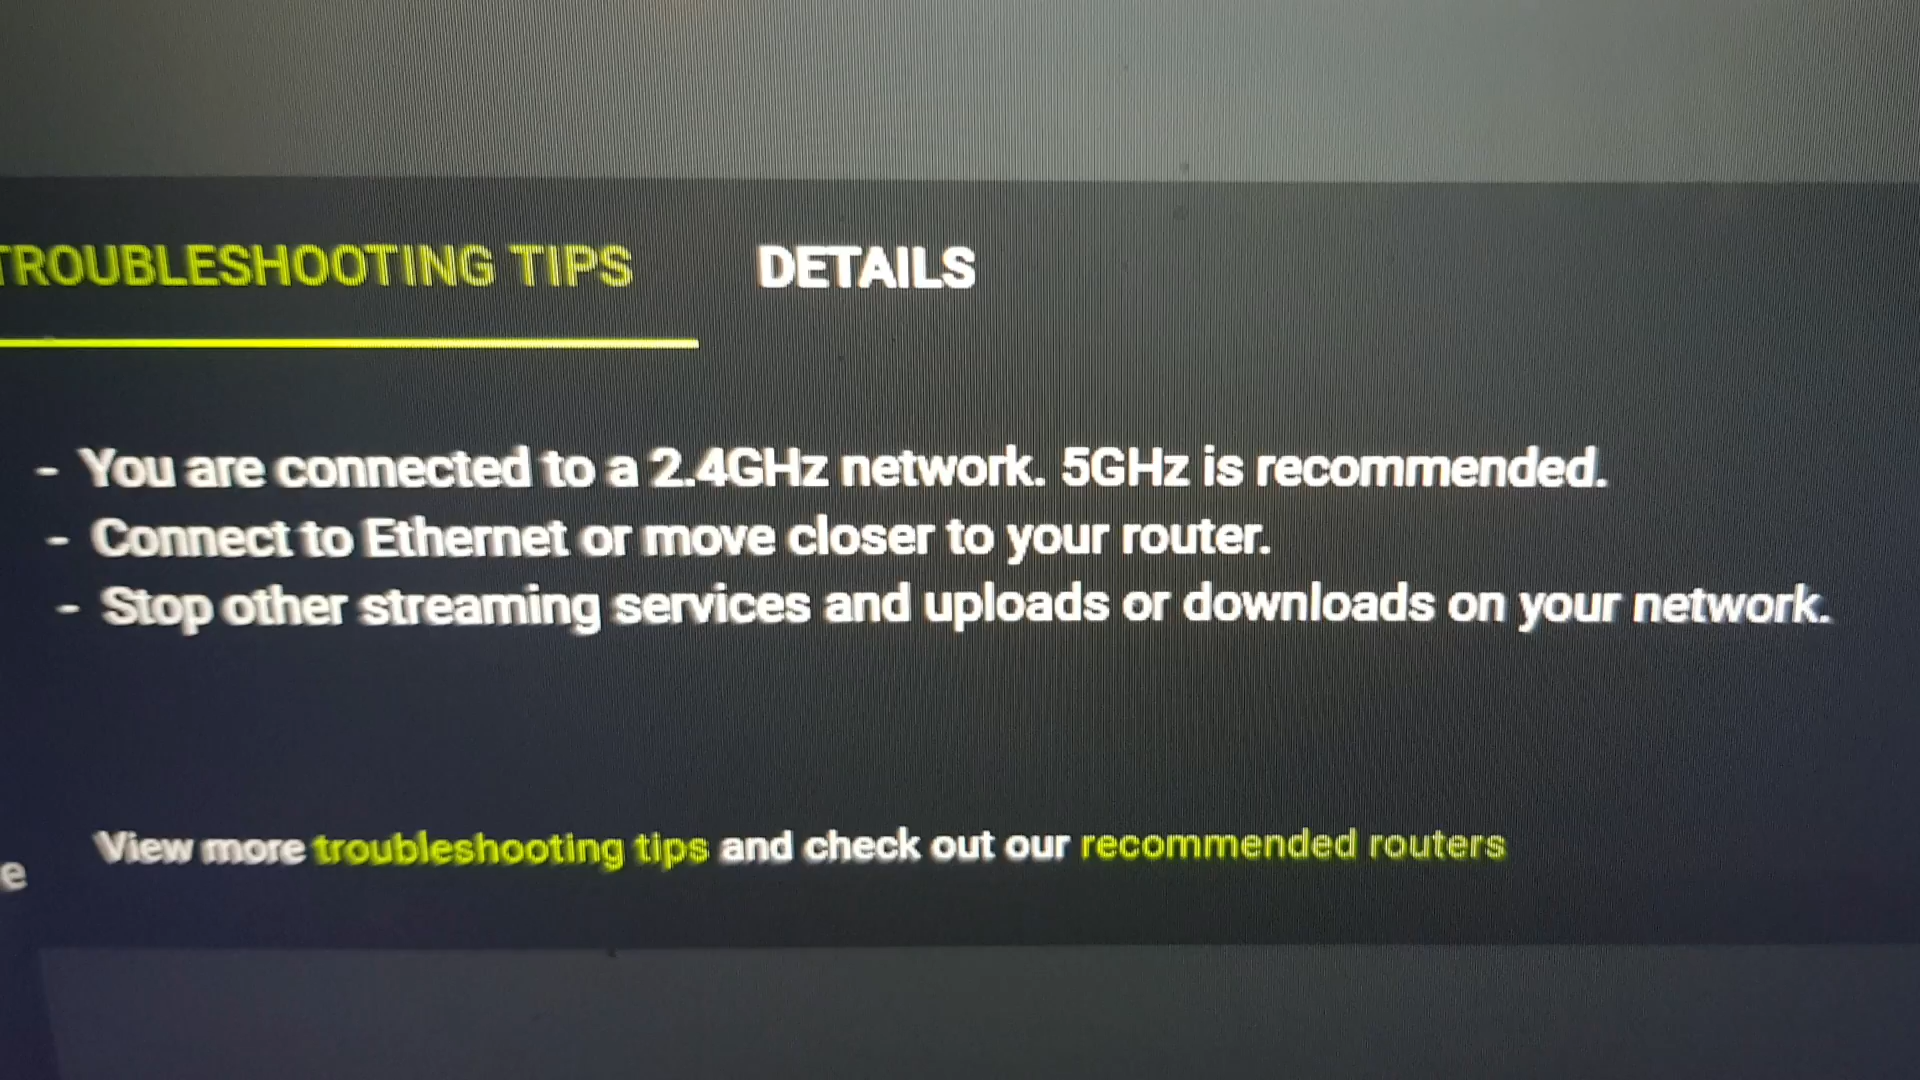 TROUBLESHOOTING TIPS DETAILS
- You are connected to a 2.4GHz network. 5GHz is recommended.
- Connect to Ethernet or move closer to your router.
- Stop other streaming services and uploads or downloads on your network.
View more troubleshooting tips and check out our recommended routers
e